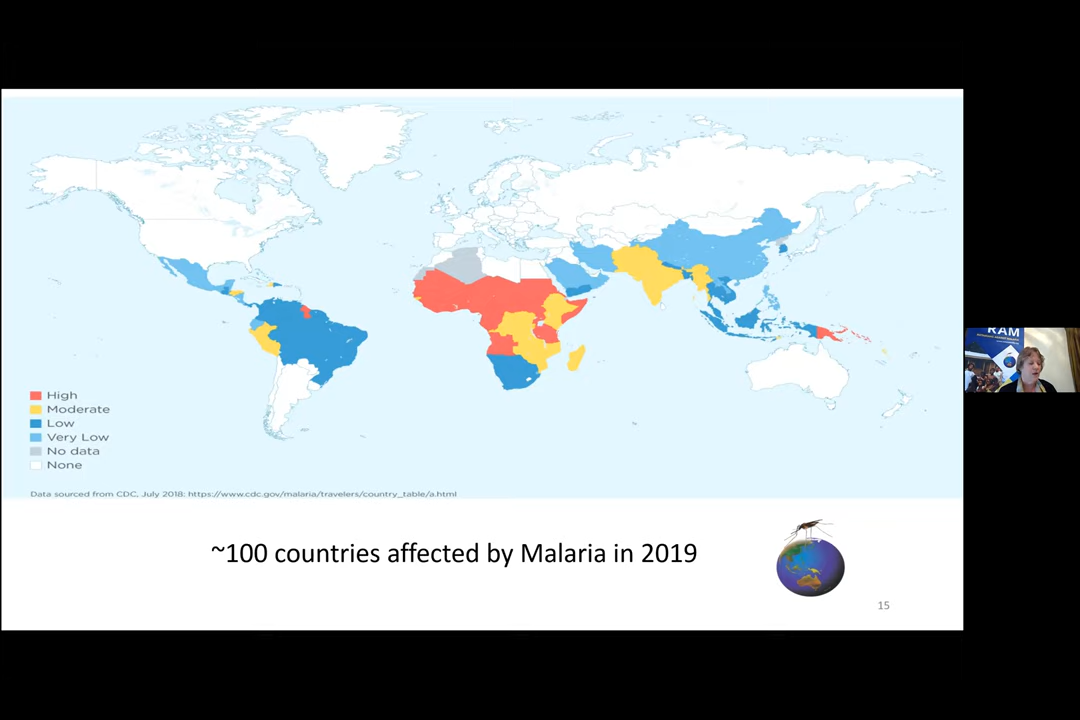 High
Moderate
Low
Very Low
No data
None
Data sourced from CDC, July 2018: https://www.cdc.gov/malaria/travelers/country_table/a.html
~100 countries affected by Malaria in 2019
15
RAM